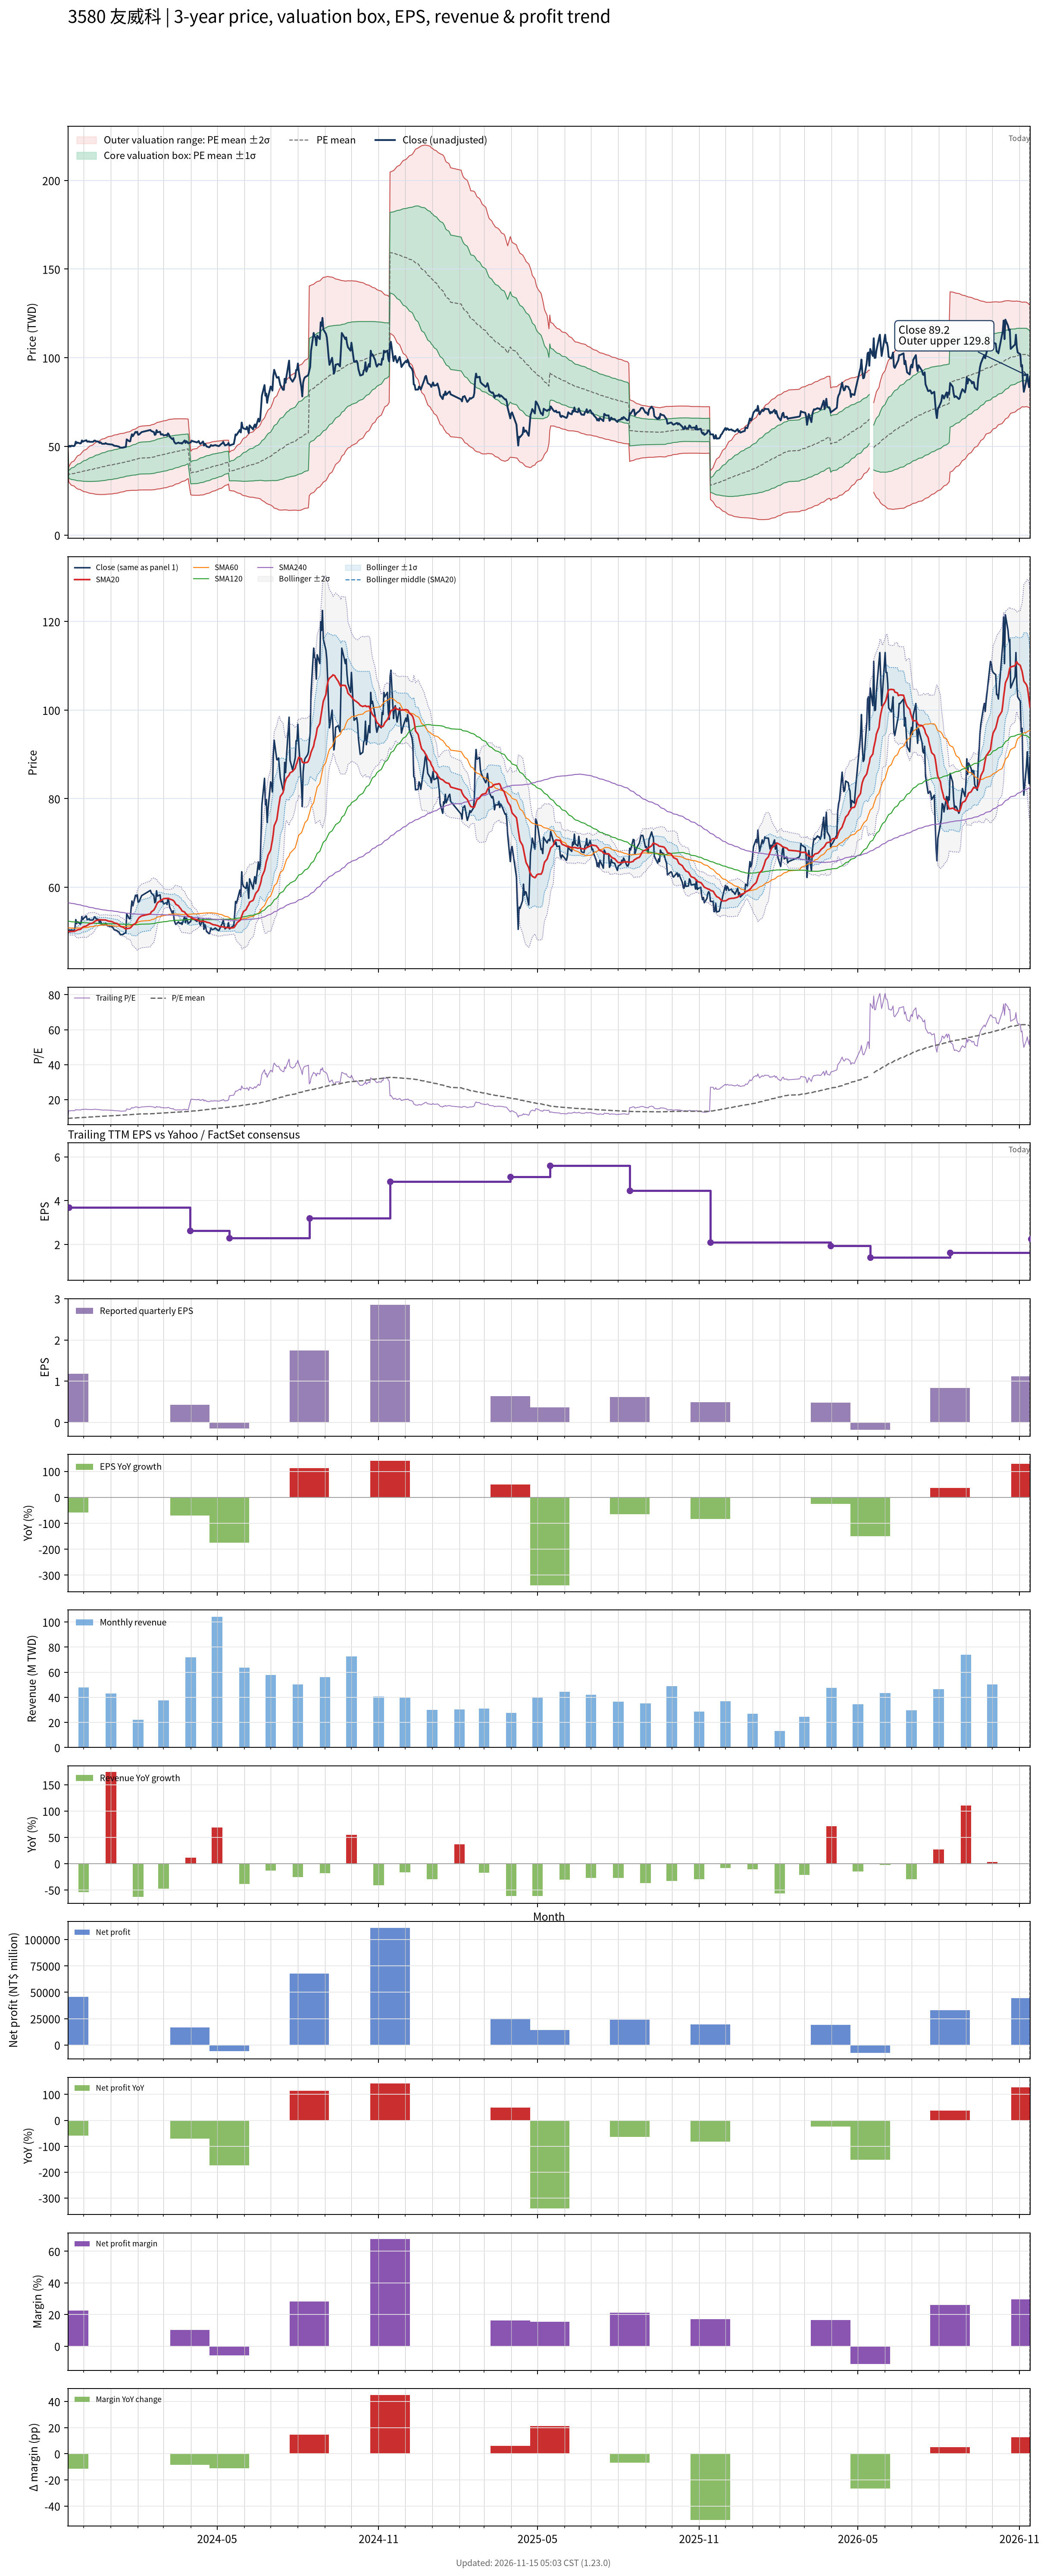 3580 友威科 | 3-year price, valuation box, EPS, revenue & profit trend
Outer valuation range: PE mean ±2σ
PE mean
Close (unadjusted)
Core valuation box: PE mean ±1σ
Today
200
150
100
50
0
Price (TWD)
Close 89.2
Outer upper 129.8
Close (same as panel 1)
SMA20
SMA60
SMA120
SMA240
Bollinger ±2σ
Bollinger ±1σ
Bollinger middle (SMA20)
120
100
80
60
Price
Trailing P/E
P/E mean
80
60
40
20
P/E
Trailing TTM EPS vs Yahoo / FactSet consensus
Today
6
4
2
EPS
Reported quarterly EPS
3
2
1
0
EPS
EPS YoY growth
100
0
-100
-200
-300
YoY (%)
Monthly revenue
100
80
60
40
20
0
Revenue (M TWD)
Revenue YoY growth
150
100
50
0
-50
YoY (%)
Month
Net profit
100000
75000
50000
25000
0
Net profit (NT$ million)
Net profit YoY
100
0
-100
-200
-300
YoY (%)
Net profit margin
60
40
20
0
Margin (%)
Margin YoY change
40
20
0
-20
-40
Δ margin (pp)
2024-05
2024-11
2025-05
2025-11
2026-05
2026-11
Updated: 2026-11-15 05:03 CST (1.23.0)